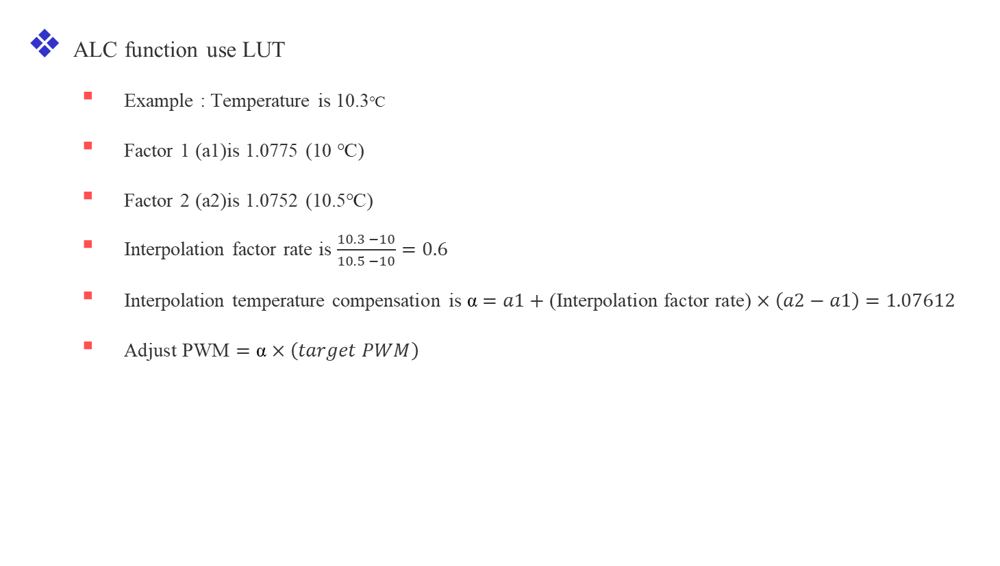 ALC function use LUT
Example : Temperature is 10.3℃
Factor 1 (a1)is 1.0775 (10 ℃)
Factor 2 (a2)is 1.0752 (10.5℃)
Interpolation factor rate is \frac{10.3 −10}{10.5 −10} = 0.6
Interpolation temperature compensation is α = a1 + (Interpolation factor rate) × (a2 − a1) = 1.07612
Adjust PWM = α × (target PWM)